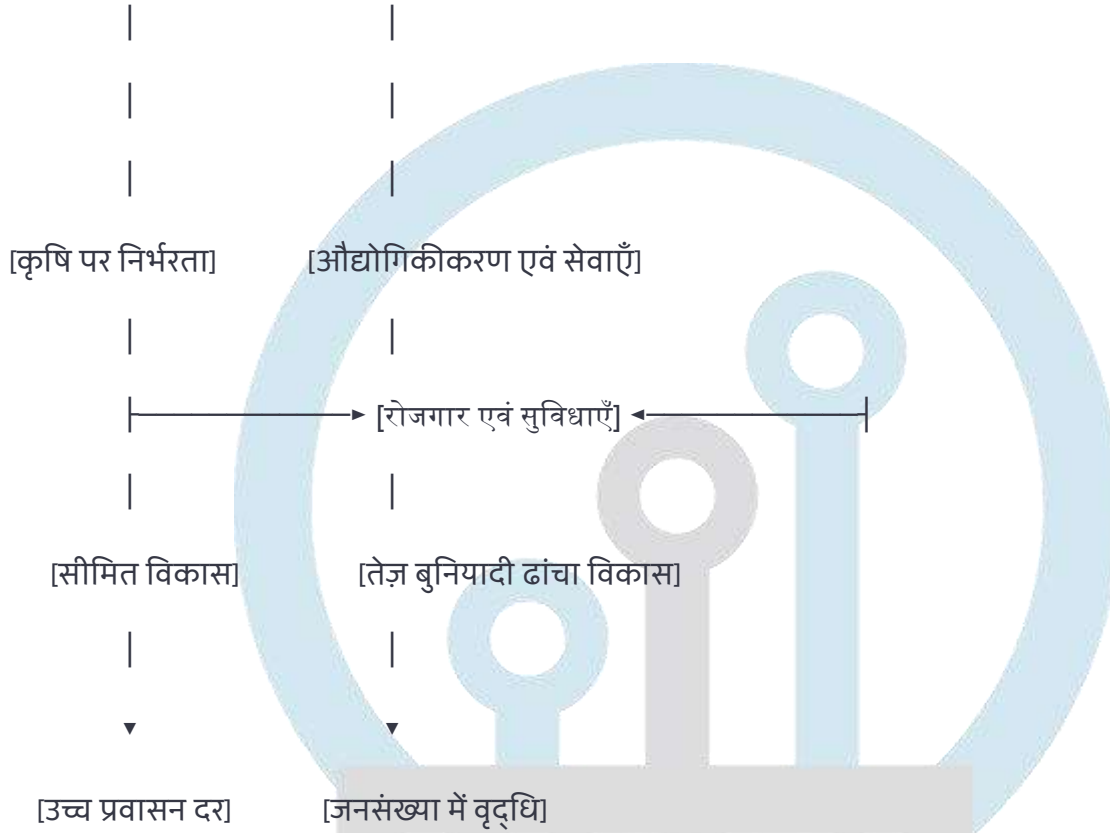 [कृषि पर निर्भरता] [औद्योगिकीकरण एवं सेवाएँ]
[रोजगार एवं सुविधाएँ]
[सीमित विकास] [तेज़ बुनियादी ढांचा विकास]
[उच्च प्रवासन दर] [जनसंख्या में वृद्धि]